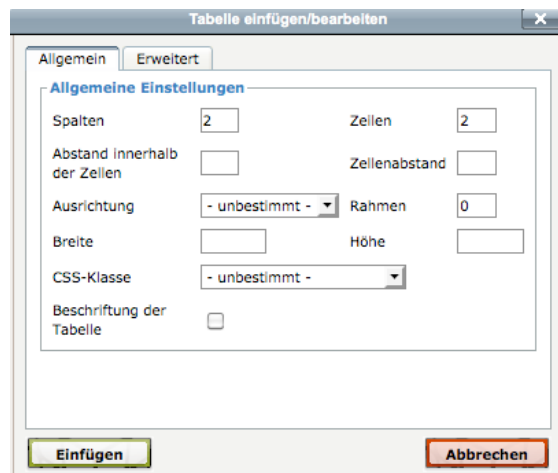 Tabelle einfügen/bearbeiten X
Allgemein Erweitert
Allgemeine Einstellungen
Spalten 2 Zeilen 2
Abstand innerhalb
der Zellen Zellenabstand
Ausrichtung - unbestimmt - Rahmen 0
Breite Höhe
CSS-Klasse - unbestimmt -
Beschriftung der
Tabelle
Einfügen Abbrechen